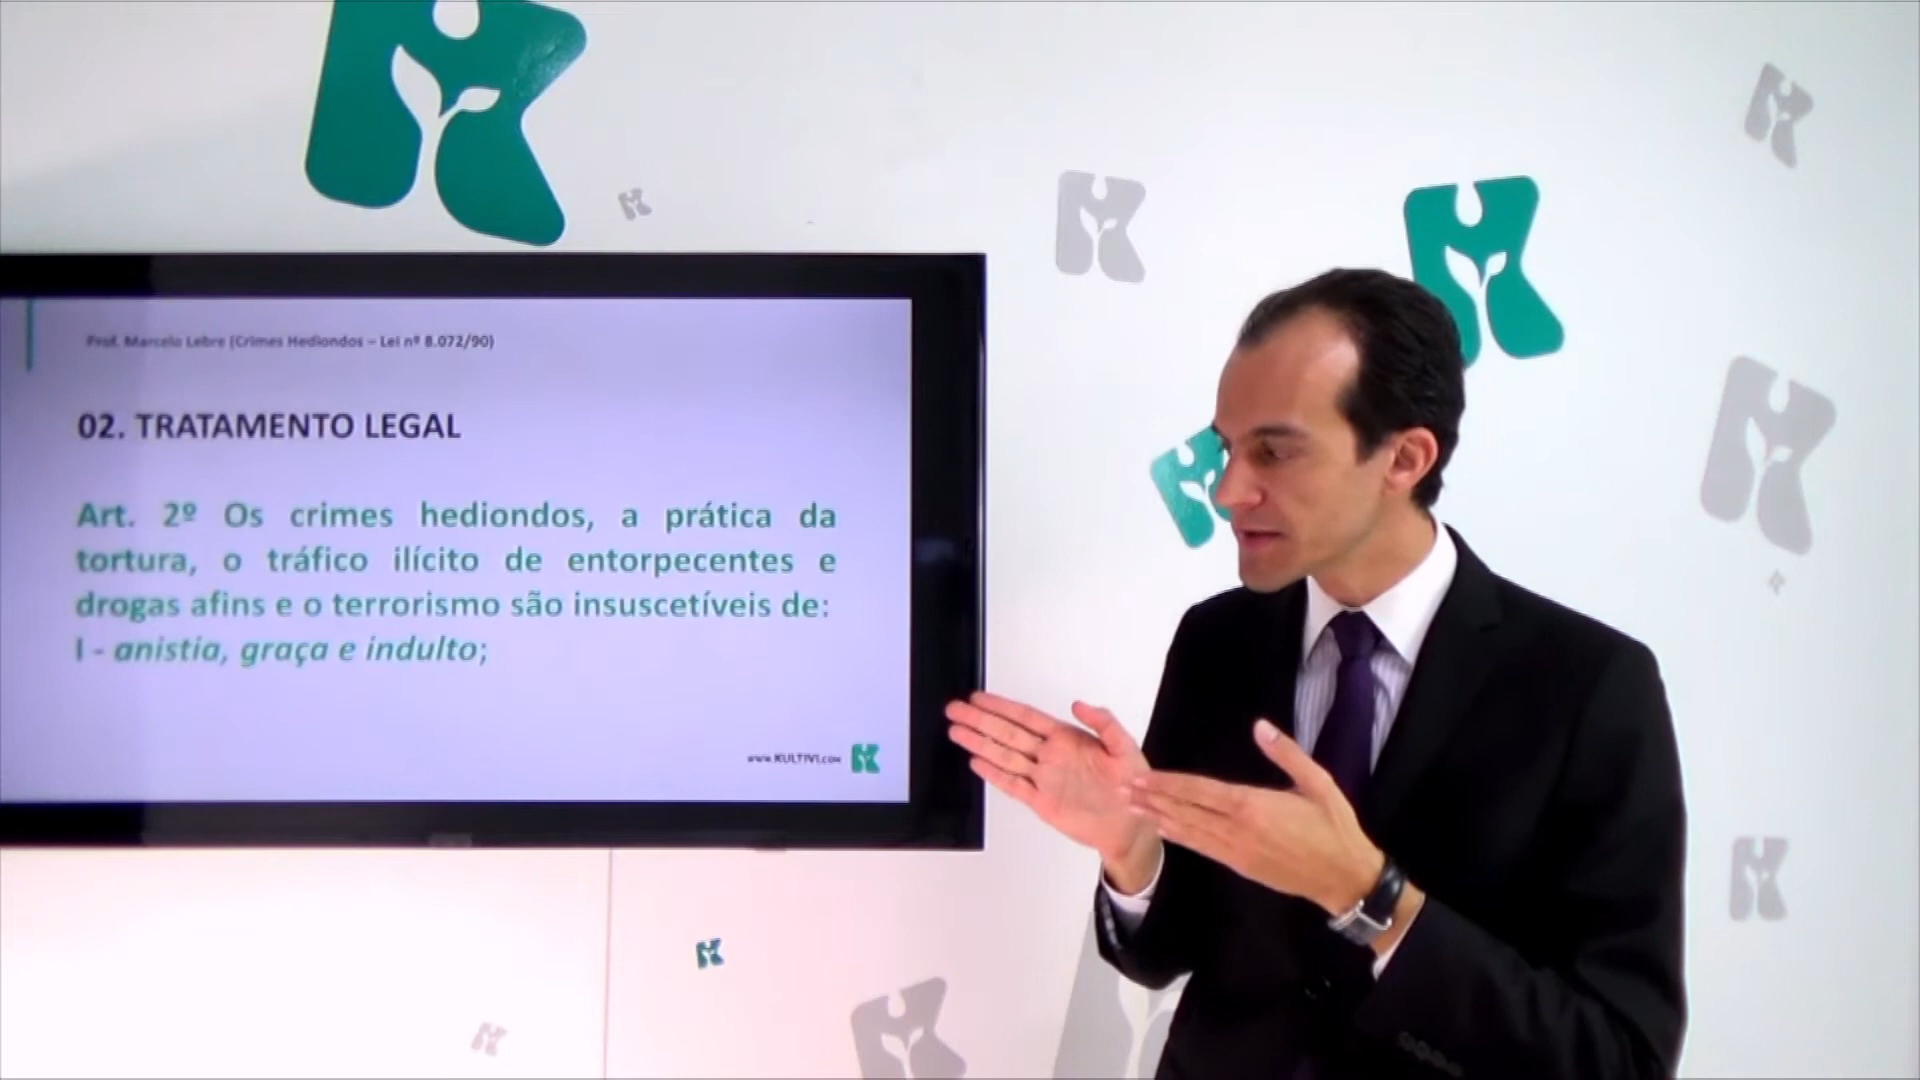 Prof. Marcelo Lebre (Crimes Hediondos – Lei nº 8.072/90)
02. TRATAMENTO LEGAL
Art. 2º Os crimes hediondos, a prática da
tortura, o tráfico ilícito de entorpecentes e
drogas afins e o terrorismo são insuscetíveis de:
I - anistia, graça e indulto;
www.KULTIVI.com